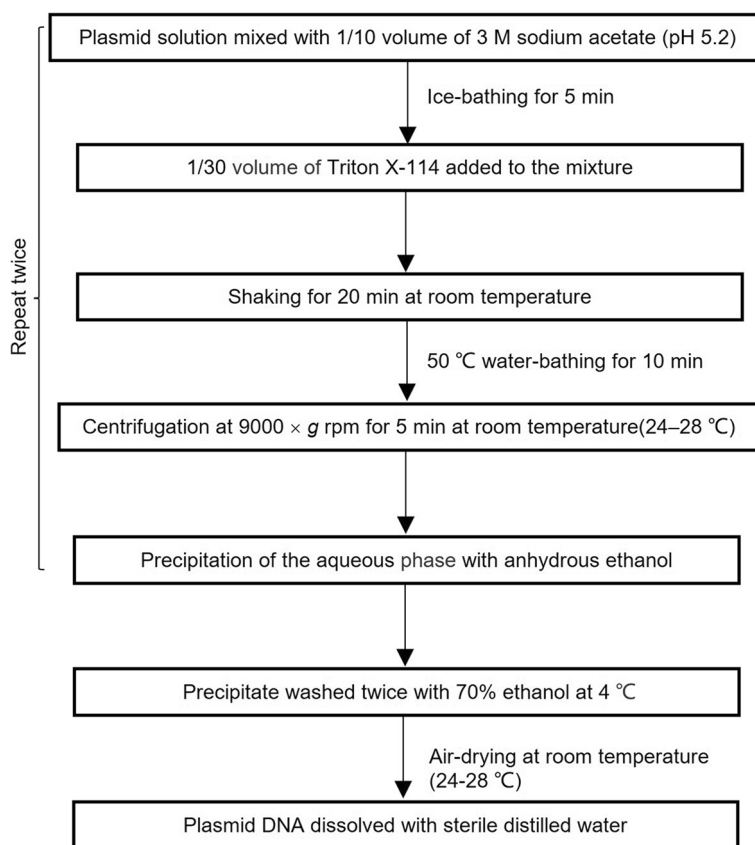 Plasmid solution mixed with 1/10 volume of 3 M sodium acetate (pH 5.2)
Ice-bathing for 5 min
1/30 volume of Triton X-114 added to the mixture
Repeat twice
Shaking for 20 min at room temperature
50 ℃ water-bathing for 10 min
Centrifugation at 9000 × g rpm for 5 min at room temperature(24–28 ℃)
Precipitation of the aqueous phase with anhydrous ethanol
Precipitate washed twice with 70% ethanol at 4 ℃
Air-drying at room temperature
(24-28 ℃)
Plasmid DNA dissolved with sterile distilled water